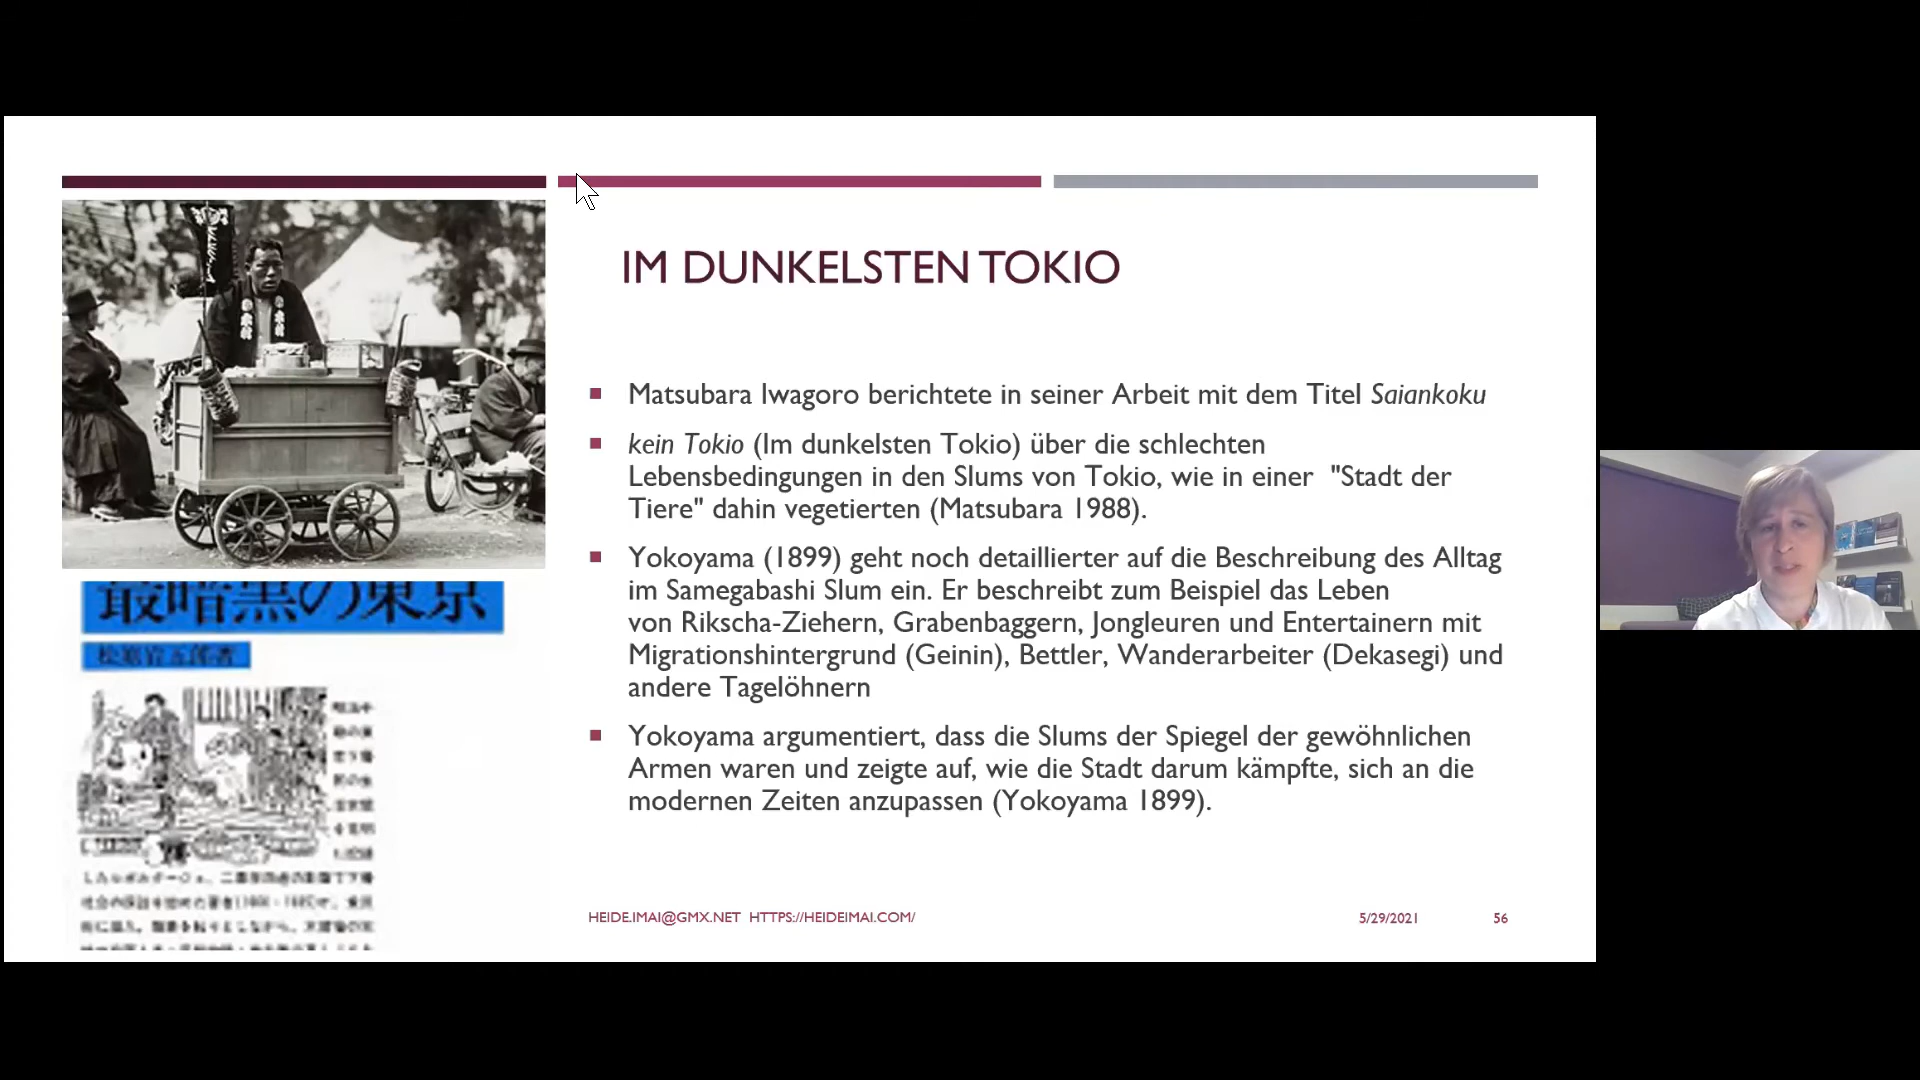 IM DUNKELSTEN TOKIO
Matsubara Iwagoro berichtete in seiner Arbeit mit dem Titel Saiankoku
kein Tokio (Im dunkelsten Tokio) über die schlechten
Lebensbedingungen in den Slums von Tokio, wie in einer "Stadt der
Tiere" dahin vegetierten (Matsubara 1988).
Yokoyama (1899) geht noch detaillierter auf die Beschreibung des Alltag
im Samegabashi Slum ein. Er beschreibt zum Beispiel das Leben
von Rikscha-Ziehern, Grabenbaggern, Jongleuren und Entertainern mit
Migrationshintergrund (Geinin), Bettler, Wanderarbeiter (Dekasegi) und
andere Tagelöhnern
Yokoyama argumentiert, dass die Slums der Spiegel der gewöhnlichen
Armen waren und zeigte auf, wie die Stadt darum kämpfte, sich an die
modernen Zeiten anzupassen (Yokoyama 1899).
最暗黒の東京
HEIDE.IMAI@GMX.NET HTTPS://HEIDEIMAI.COM/
5/29/2021
56